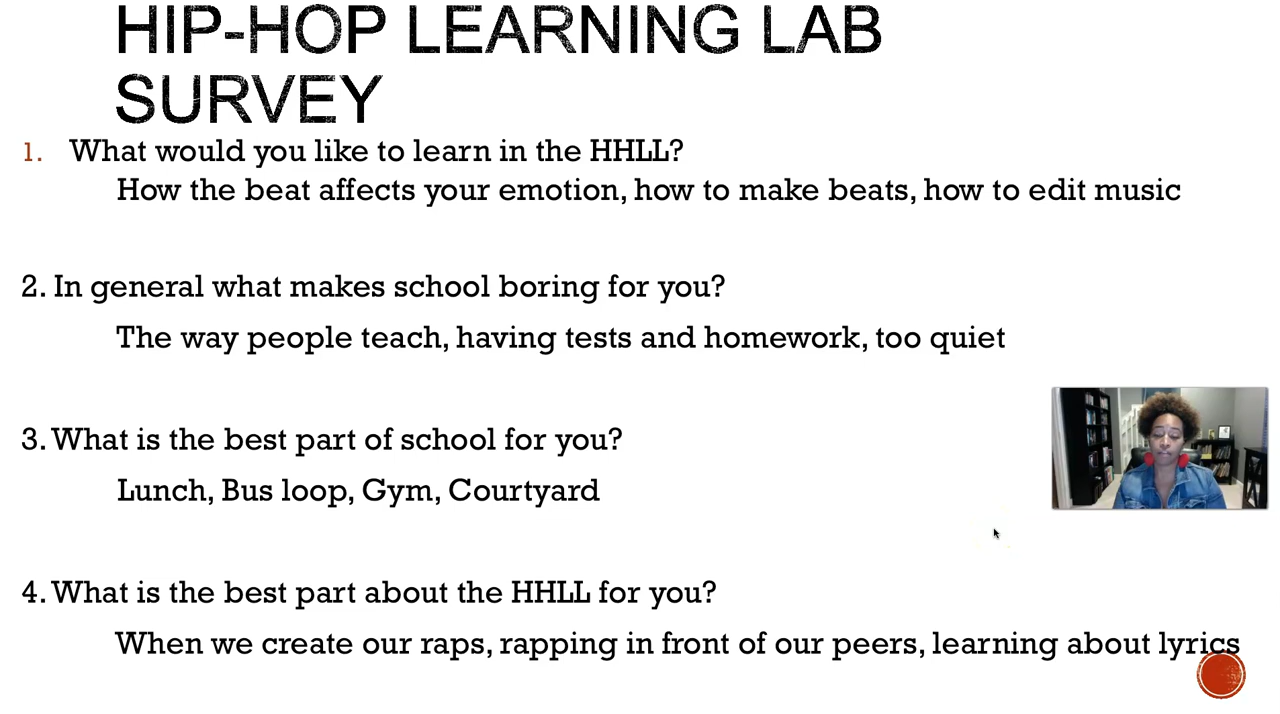 HIP-HOP LEARNING LAB
SURVEY
1. What would you like to learn in the HHLL?
How the beat affects your emotion, how to make beats, how to edit music
2. In general what makes school boring for you?
The way people teach, having tests and homework, too quiet
3. What is the best part of school for you?
Lunch, Bus loop, Gym, Courtyard
4. What is the best part about the HHLL for you?
When we create our raps, rapping in front of our peers, learning about lyrics